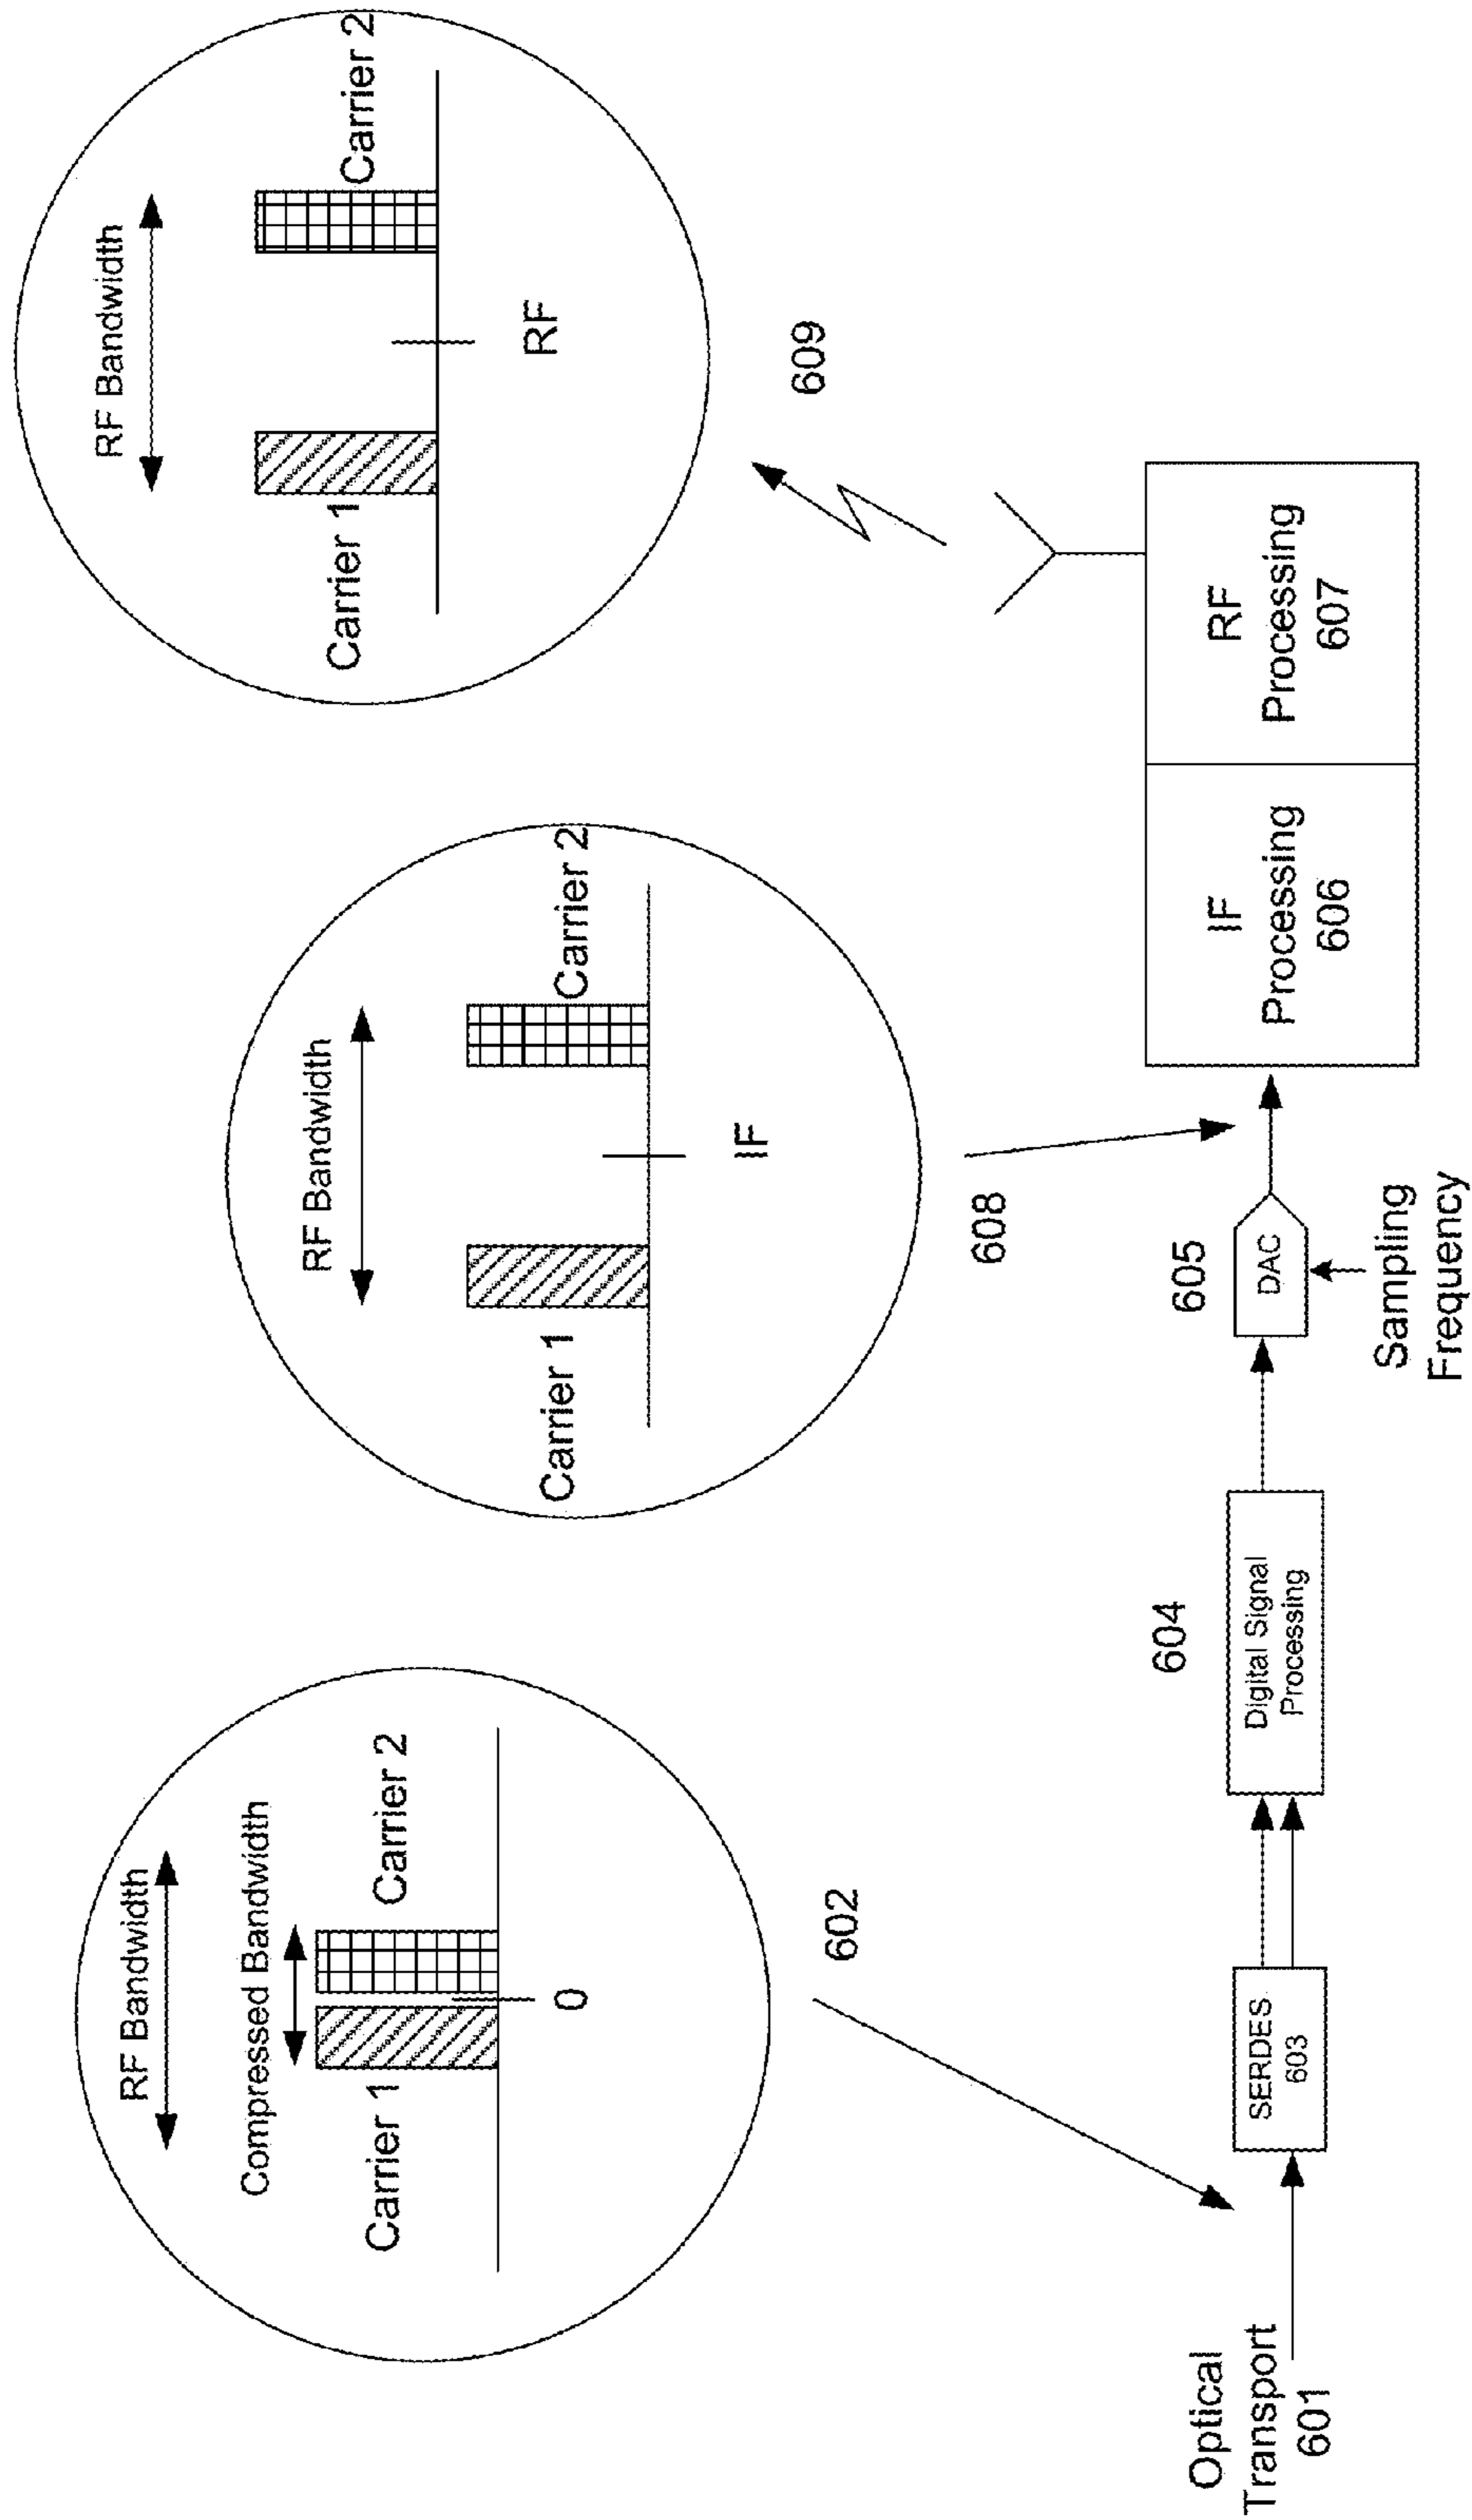 RF Bandwidth
Compressed Bandwidth
Carrier 1
Carrier 2
0
602
RF Bandwidth
Carrier 1
Carrier 2
IF
608
RF Bandwidth
Carrier 1
Carrier 2
RF
609
Optical
Transport
601
SERDES
603
604
Digital Signal
Processing
605
DAC
Sampling
Frequency
IF
Processing
606
RF
Processing
607